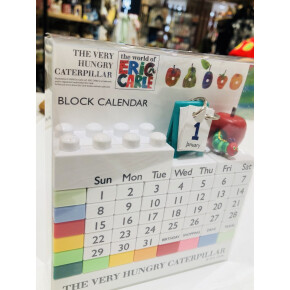 THE VERY
HUNGRY
CATERPILLAR
the world of
ERIC
CARLE
BLOCK CALENDAR
1
January
Sun Mon Tue Wed Thu Fri Sat
1 2 3 4 5 6 7
8 9 10 11 12 13 14
15 16 17 18 19 20 21
22 23 24 25 26 27 28
29 30 31
THE VERY HUNGRY CATERPILLAR